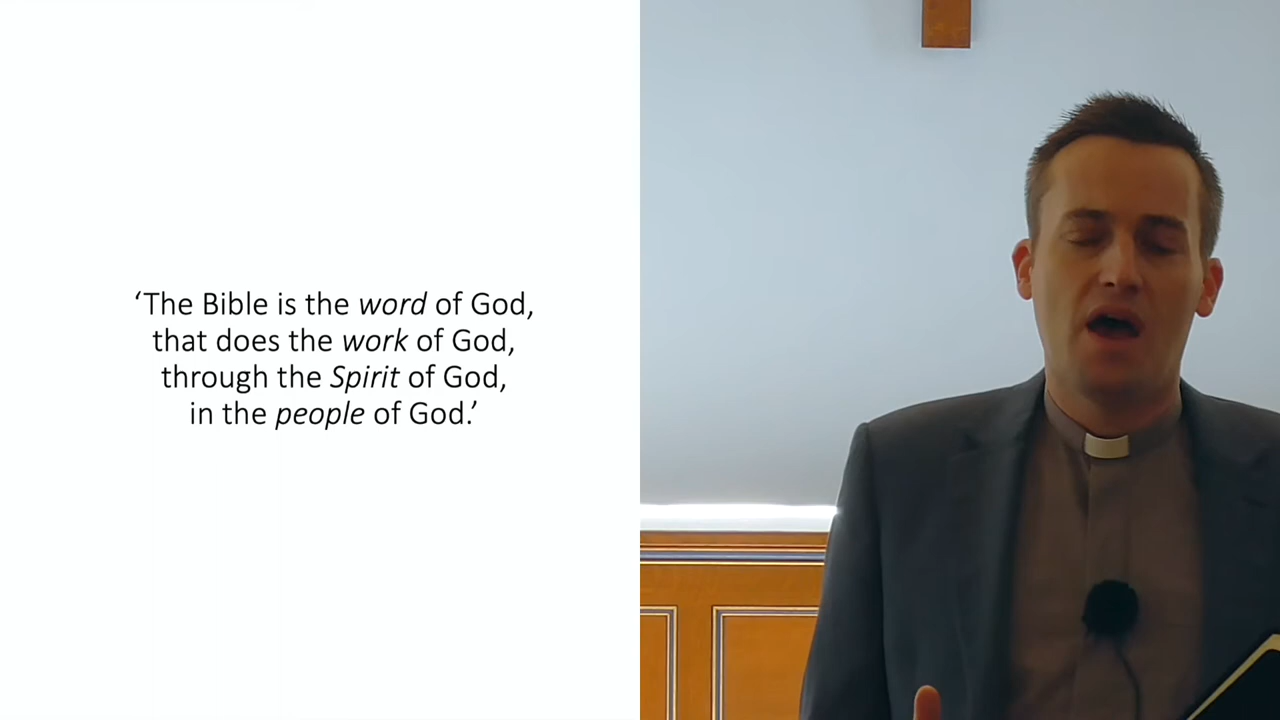 ‘The Bible is the word of God,
that does the work of God,
through the Spirit of God,
in the people of God.’